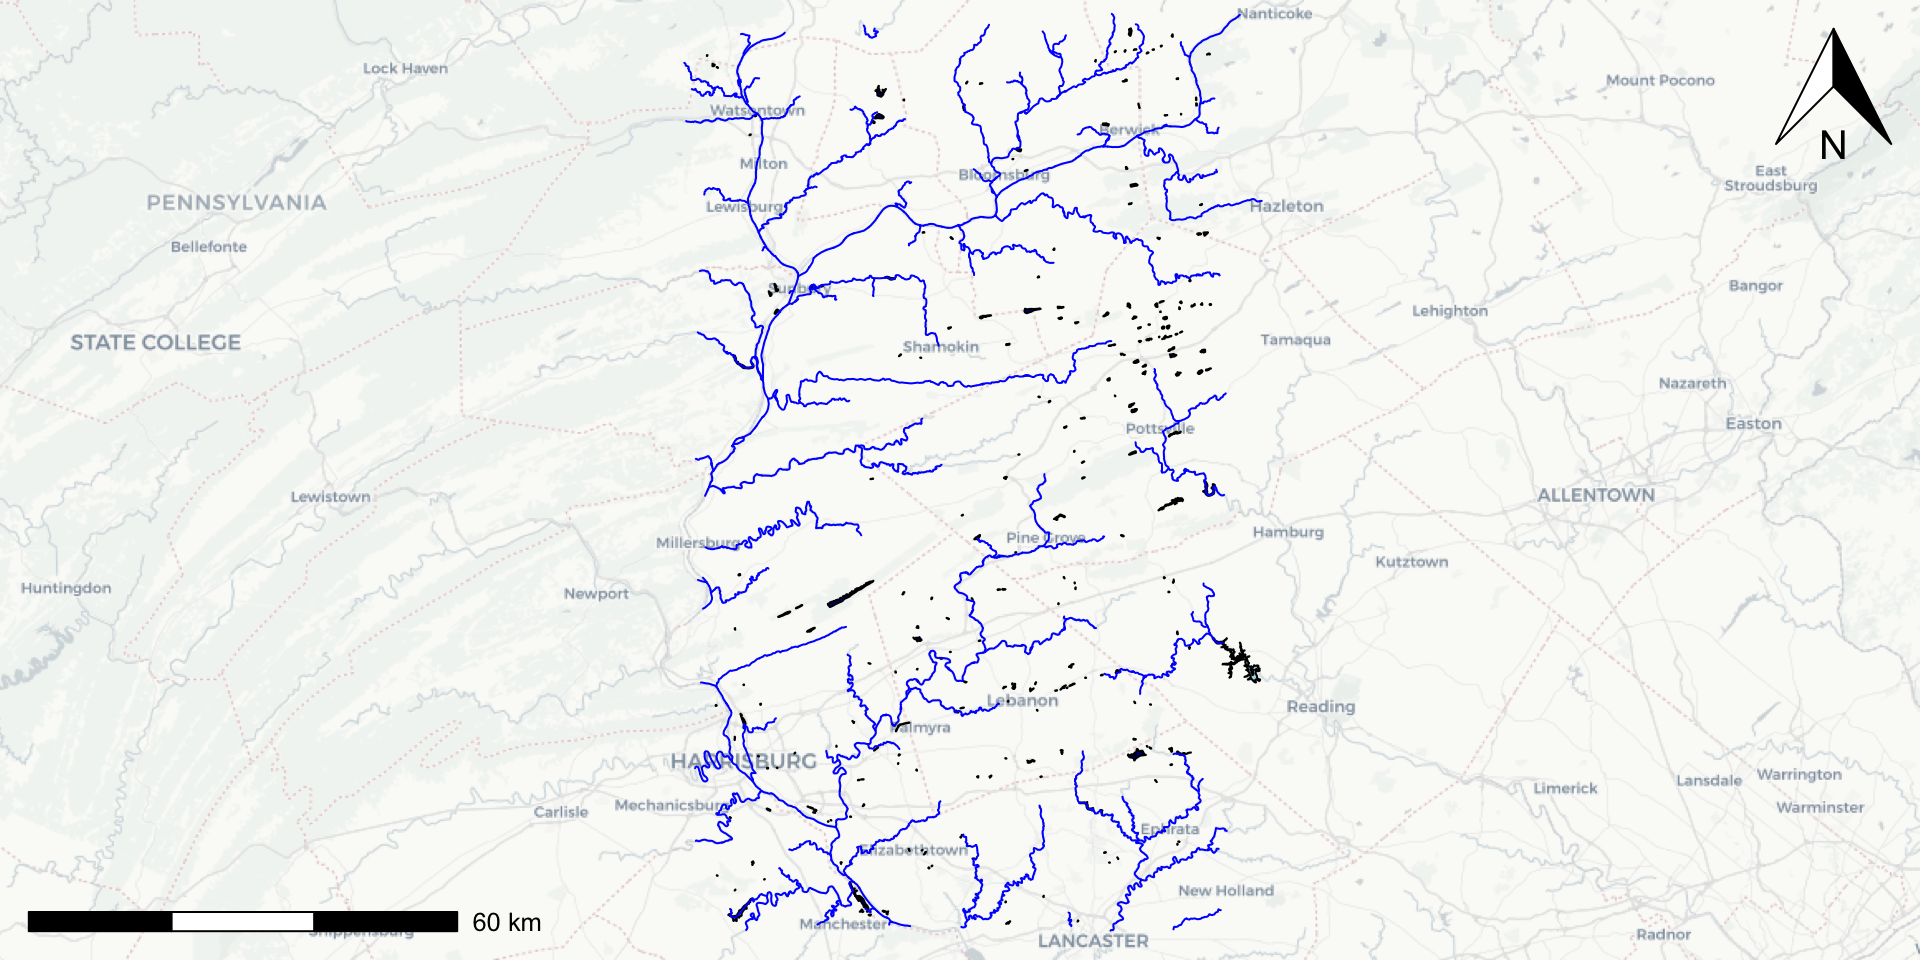 Nanticoke
Lock Haven
Mount Pocono
Watsontown
Berwick
N
Milton
Bloomsburg
East
Stroudsburg
PENNSYLVANIA
Lewisburg
Hazleton
Bellefonte
Sunbury
Bangor
Lehighton
STATE COLLEGE
Shamokin
Tamaqua
Nazareth
Pottsville
Easton
Lewistown
ALLENTOWN
Millersburg
Pine Grove
Hamburg
Kutztown
Huntingdon
Newport
Lebanon
Reading
Palmyra
HARRISBURG
Lansdale
Warrington
Limerick
Carlisle
Mechanicsburg
Warminster
Ephrata
Elizabethtown
New Holland
60 km
Manchester
Shippensburg
LANCASTER
Radnor